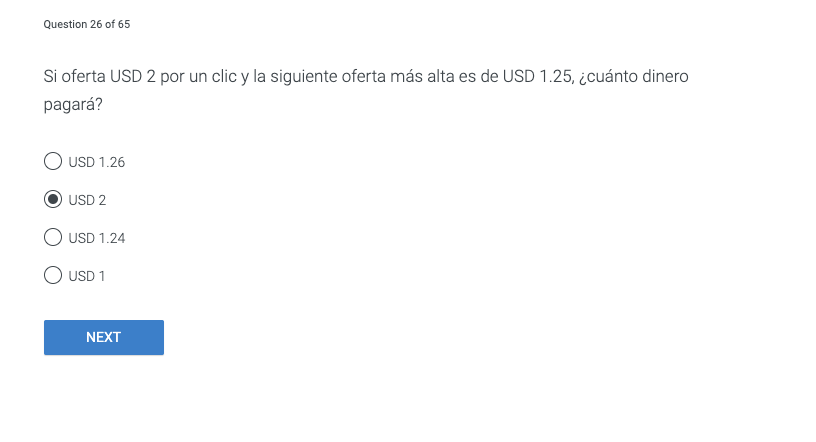 Question 26 of 65
Si oferta USD 2 por un clic y la siguiente oferta más alta es de USD 1.25, ¿cuánto dinero
pagará?
USD 1.26
USD 2
USD 1.24
USD 1
NEXT